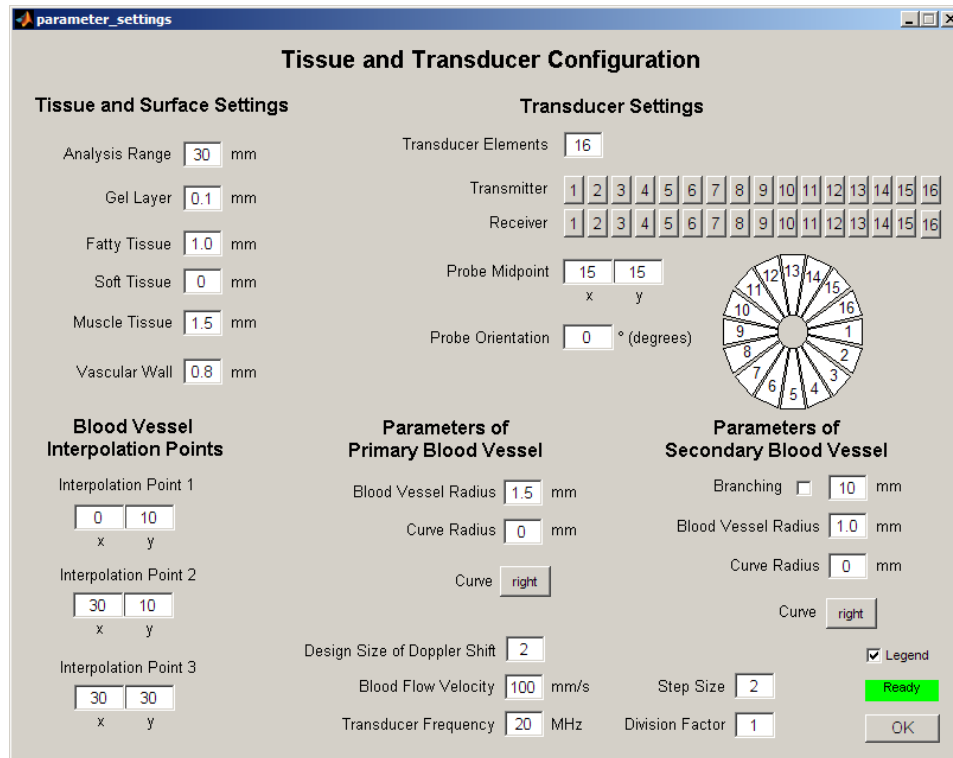 parameter_settings
Tissue and Transducer Configuration
Tissue and Surface Settings
Analysis Range 30 mm
Gel Layer 0.1 mm
Fatty Tissue 1.0 mm
Soft Tissue 0 mm
Muscle Tissue 1.5 mm
Vascular Wall 0.8 mm
Transducer Settings
Transducer Elements 16
Transmitter 1 2 3 4 5 6 7 8 9 10 11 12 13 14 15 16
Receiver 1 2 3 4 5 6 7 8 9 10 11 12 13 14 15 16
Probe Midpoint 15 15
x y
Probe Orientation 0 ° (degrees)
1
2
3
4
5
6
7
8
9
10
11
12
13
14
15
16
Blood Vessel
Interpolation Points
Interpolation Point 1
0 10
x y
Interpolation Point 2
30 10
x y
Interpolation Point 3
30 30
x y
Parameters of
Primary Blood Vessel
Blood Vessel Radius 1.5 mm
Curve Radius 0 mm
Curve right
Design Size of Doppler Shift 2
Blood Flow Velocity 100 mm/s
Transducer Frequency 20 MHz
Parameters of
Secondary Blood Vessel
Branching 10 mm
Blood Vessel Radius 1.0 mm
Curve Radius 0 mm
Curve right
Step Size 2
Division Factor 1
Legend
Ready
OK